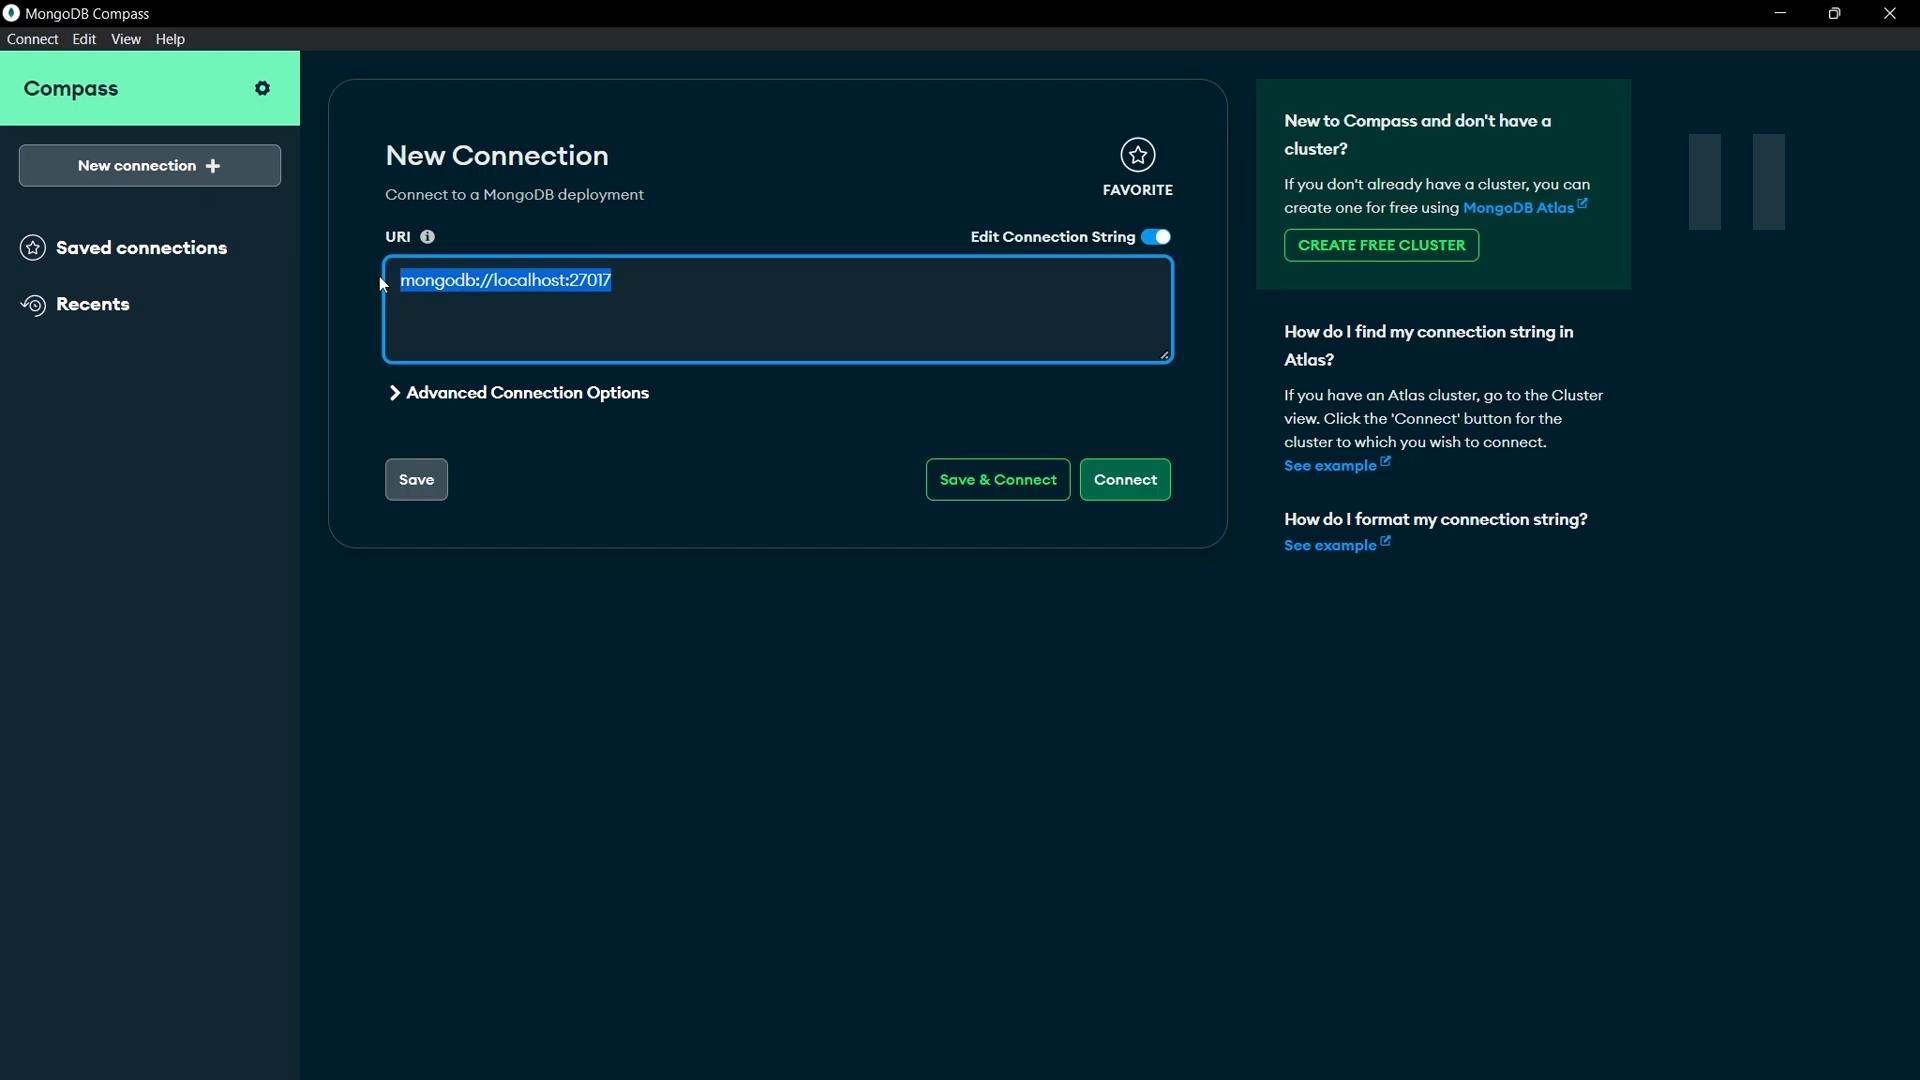 MongoDB Compass
Connect Edit View Help
Compass
New connection +
Saved connections
Recents
New Connection
Connect to a MongoDB deployment
FAVORITE
URI
Edit Connection String
mongodb://localhost:27017
Advanced Connection Options
Save
Save & Connect
Connect
New to Compass and don't have a
cluster?
If you don't already have a cluster, you can
create one for free using MongoDB Atlas
CREATE FREE CLUSTER
How do I find my connection string in
Atlas?
If you have an Atlas cluster, go to the Cluster
view. Click the 'Connect' button for the
cluster to which you wish to connect.
See example
How do I format my connection string?
See example